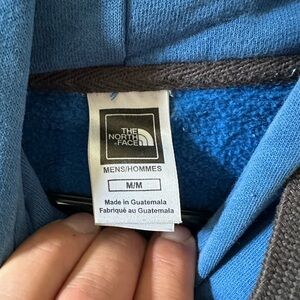 THE
NORTH
FACE
MENS/HOMMES
M/M
Made in Guatemala
Fabriqué au Guatemala